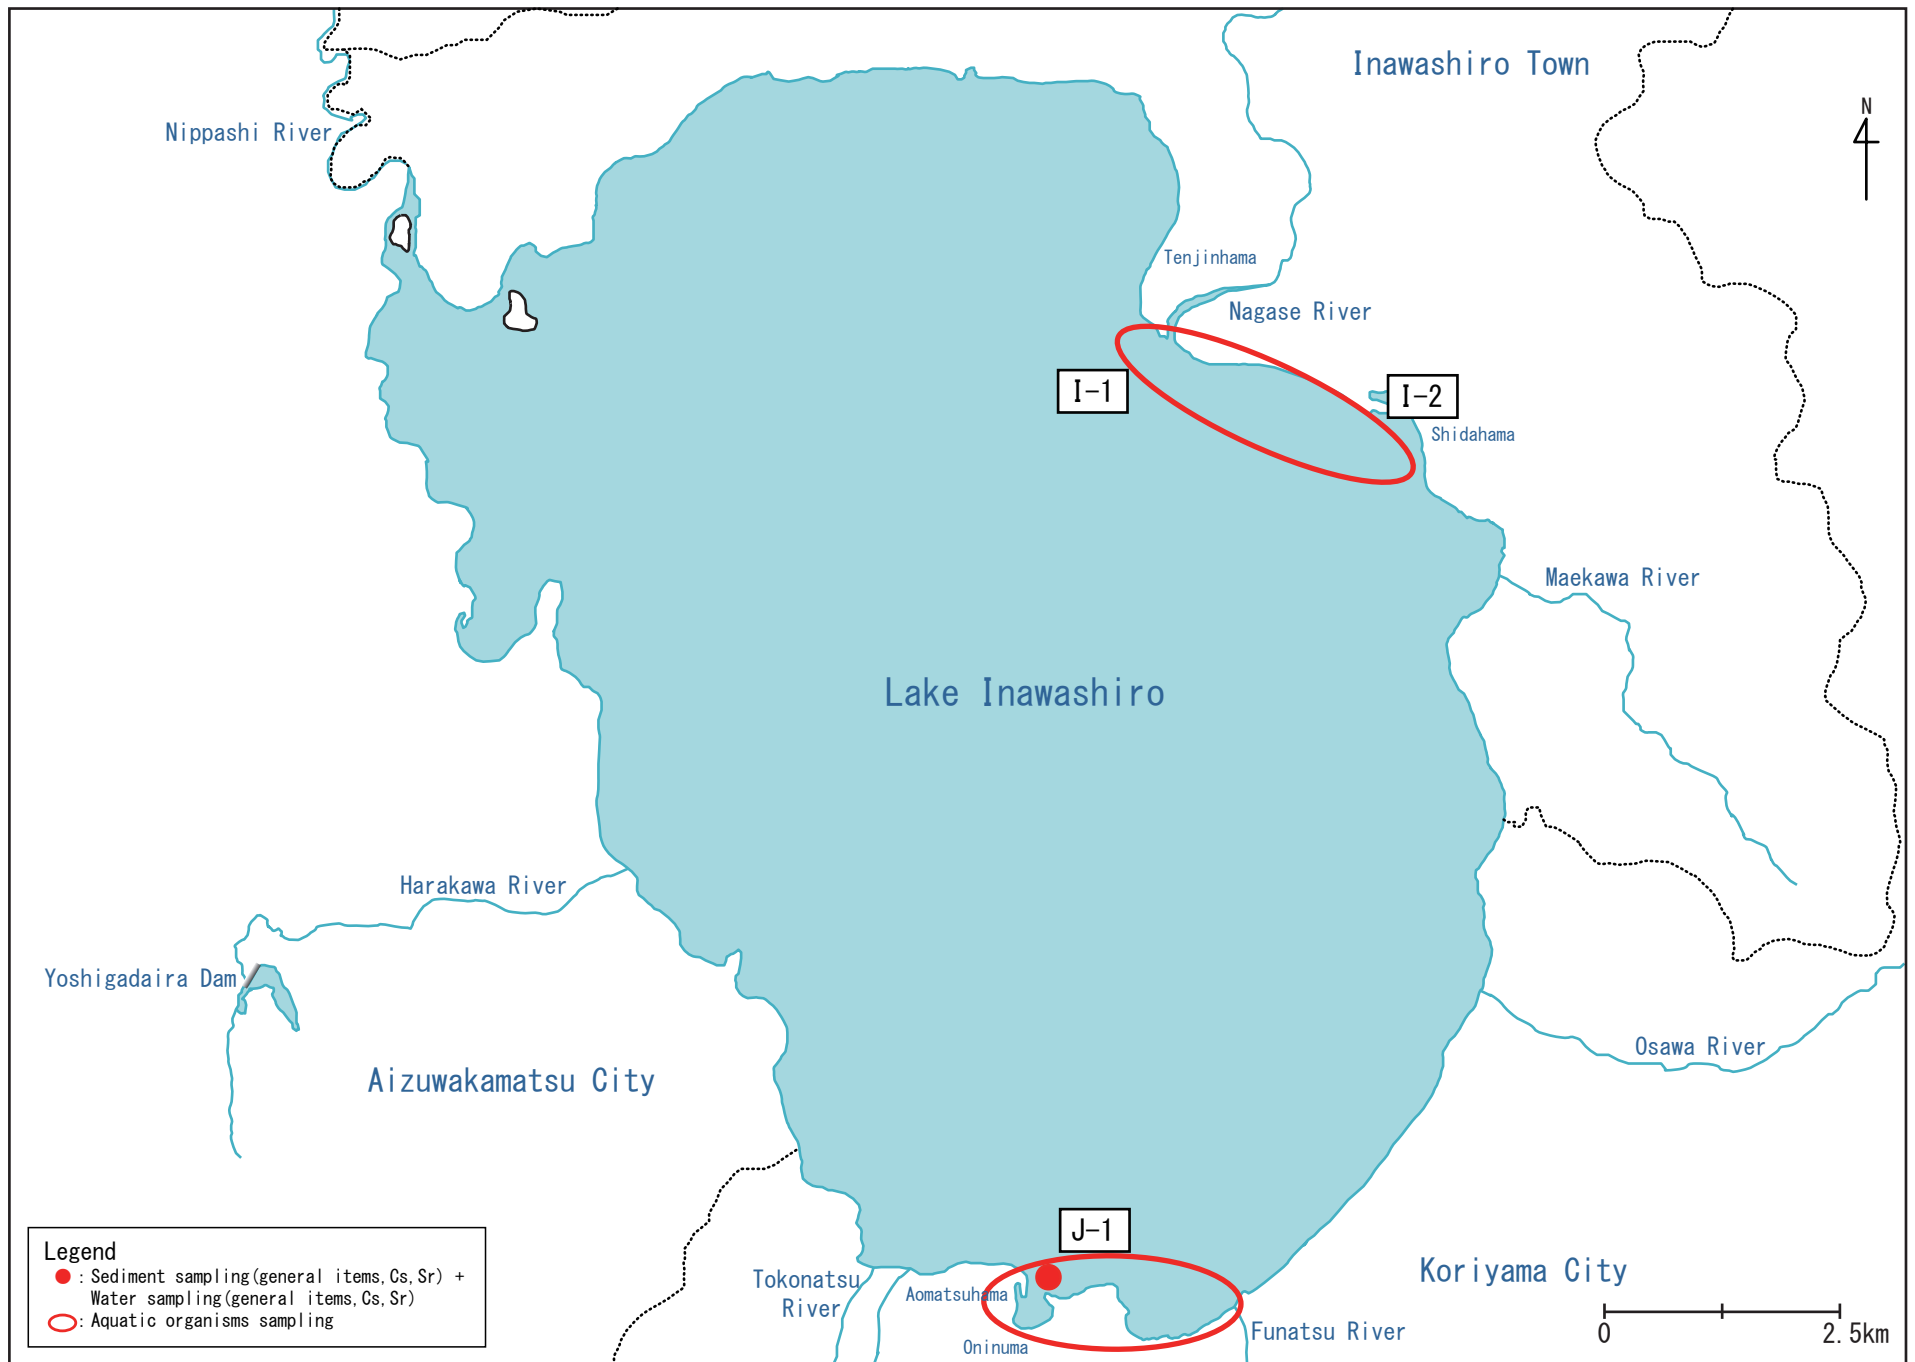 Inawashiro Town
N
Nippashi River
Tenjinhama
Nagase River
I-1
I-2
Shidahama
Maekawa River
Lake Inawashiro
Harakawa River
Yoshigadaira Dam
Osawa River
Aizuwakamatsu City
J-1
Koriyama City
Tokonatsu
River
Aomatsuhama
Oninuma
Funatsu River
0
2.5km
Legend
: Sediment sampling(general items,Cs,Sr) +
Water sampling(general items,Cs,Sr)
: Aquatic organisms sampling